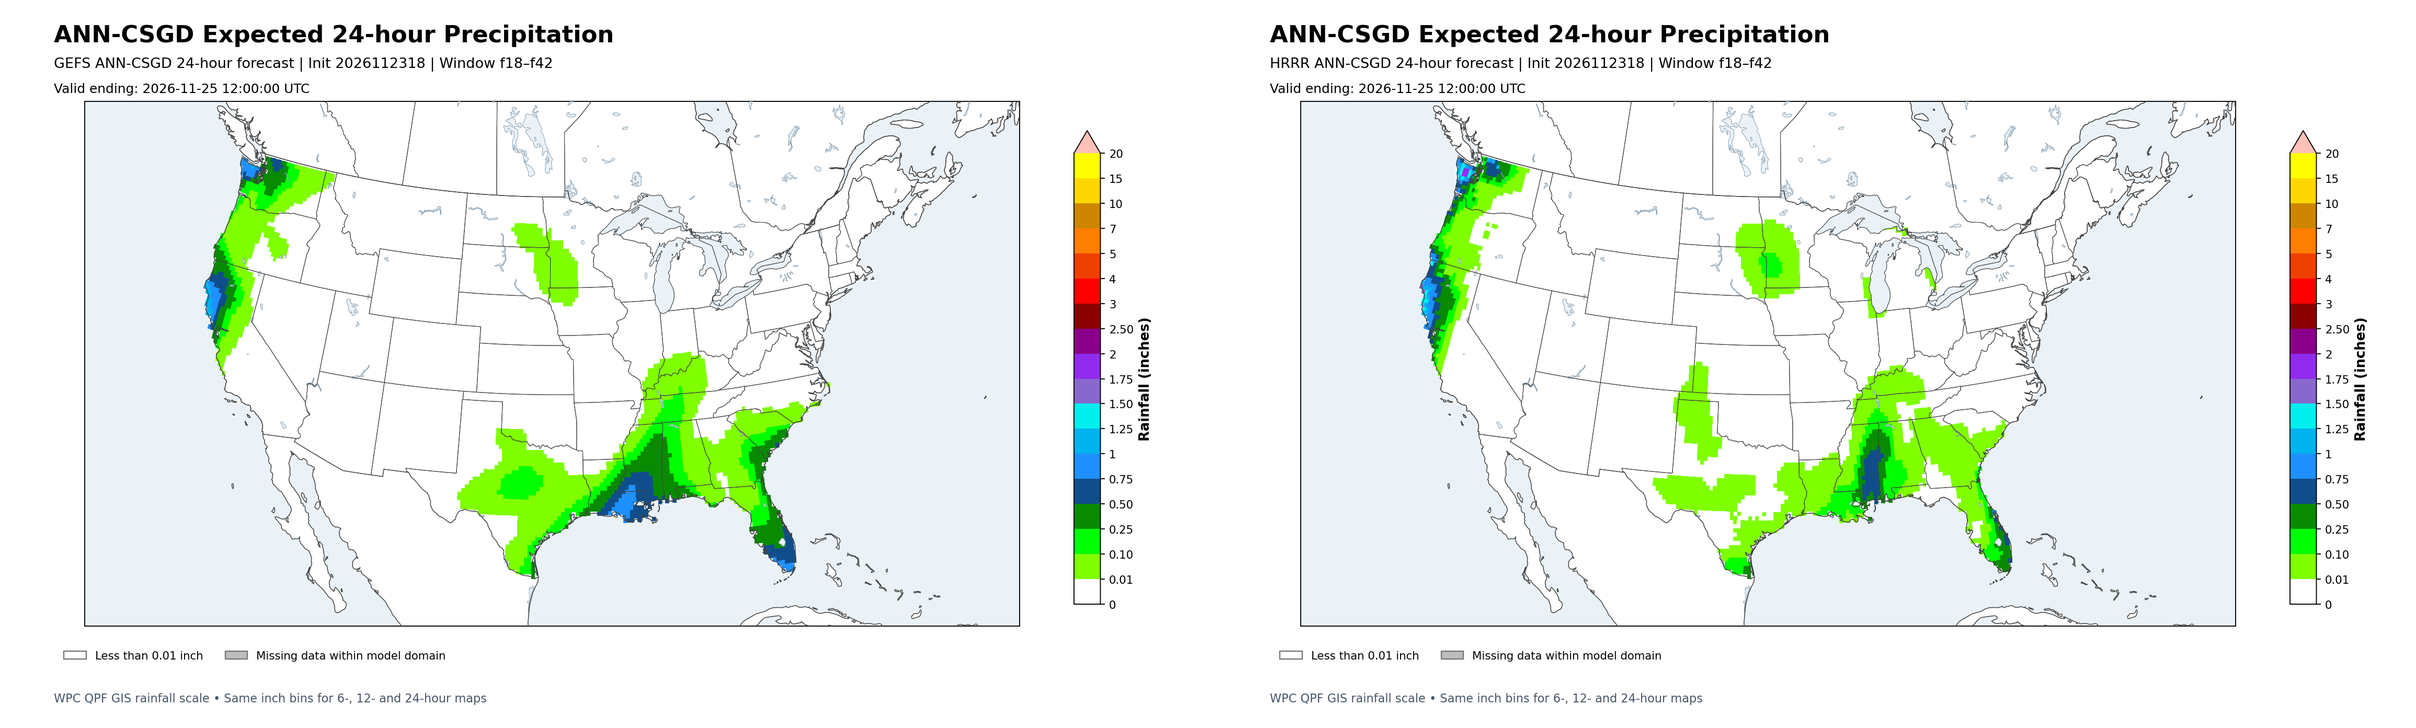 ANN-CSGD Expected 24-hour Precipitation
GEFS ANN-CSGD 24-hour forecast | Init 2026112318 | Window f18–f42
Valid ending: 2026-11-25 12:00:00 UTC
20
15
10
7
5
4
3
2.50
2
1.75
1.50
1.25
1
0.75
0.50
0.25
0.10
0.01
0
Rainfall (inches)
Less than 0.01 inch
Missing data within model domain
WPC QPF GIS rainfall scale • Same inch bins for 6-, 12- and 24-hour maps
ANN-CSGD Expected 24-hour Precipitation
HRRR ANN-CSGD 24-hour forecast | Init 2026112318 | Window f18–f42
Valid ending: 2026-11-25 12:00:00 UTC
20
15
10
7
5
4
3
2.50
2
1.75
1.50
1.25
1
0.75
0.50
0.25
0.10
0.01
0
Rainfall (inches)
Less than 0.01 inch
Missing data within model domain
WPC QPF GIS rainfall scale • Same inch bins for 6-, 12- and 24-hour maps